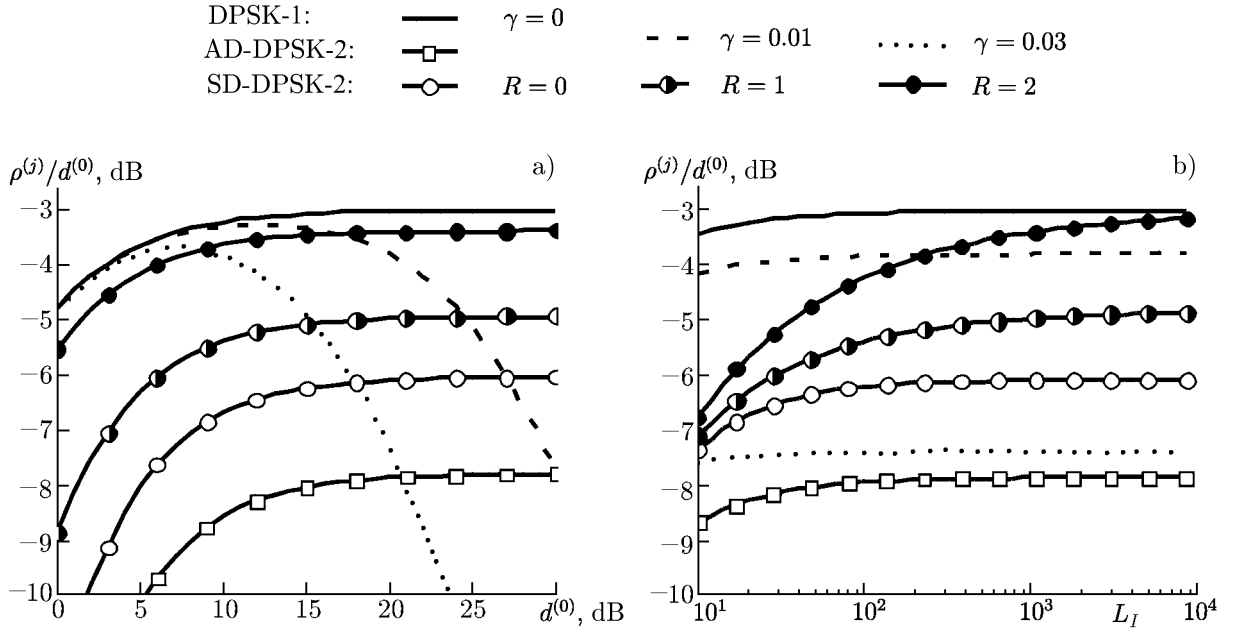 DPSK-1: γ = 0 γ = 0.01 γ = 0.03
AD-DPSK-2:
SD-DPSK-2: R = 0 R = 1 R = 2
ρ^(j)/d^(0), dB a)
−3
−4
−5
−6
−7
−8
−9
−10
0 5 10 15 20 25 d^(0), dB
ρ^(j)/d^(0), dB b)
−3
−4
−5
−6
−7
−8
−9
−10
10^1 10^2 10^3 L_I 10^4